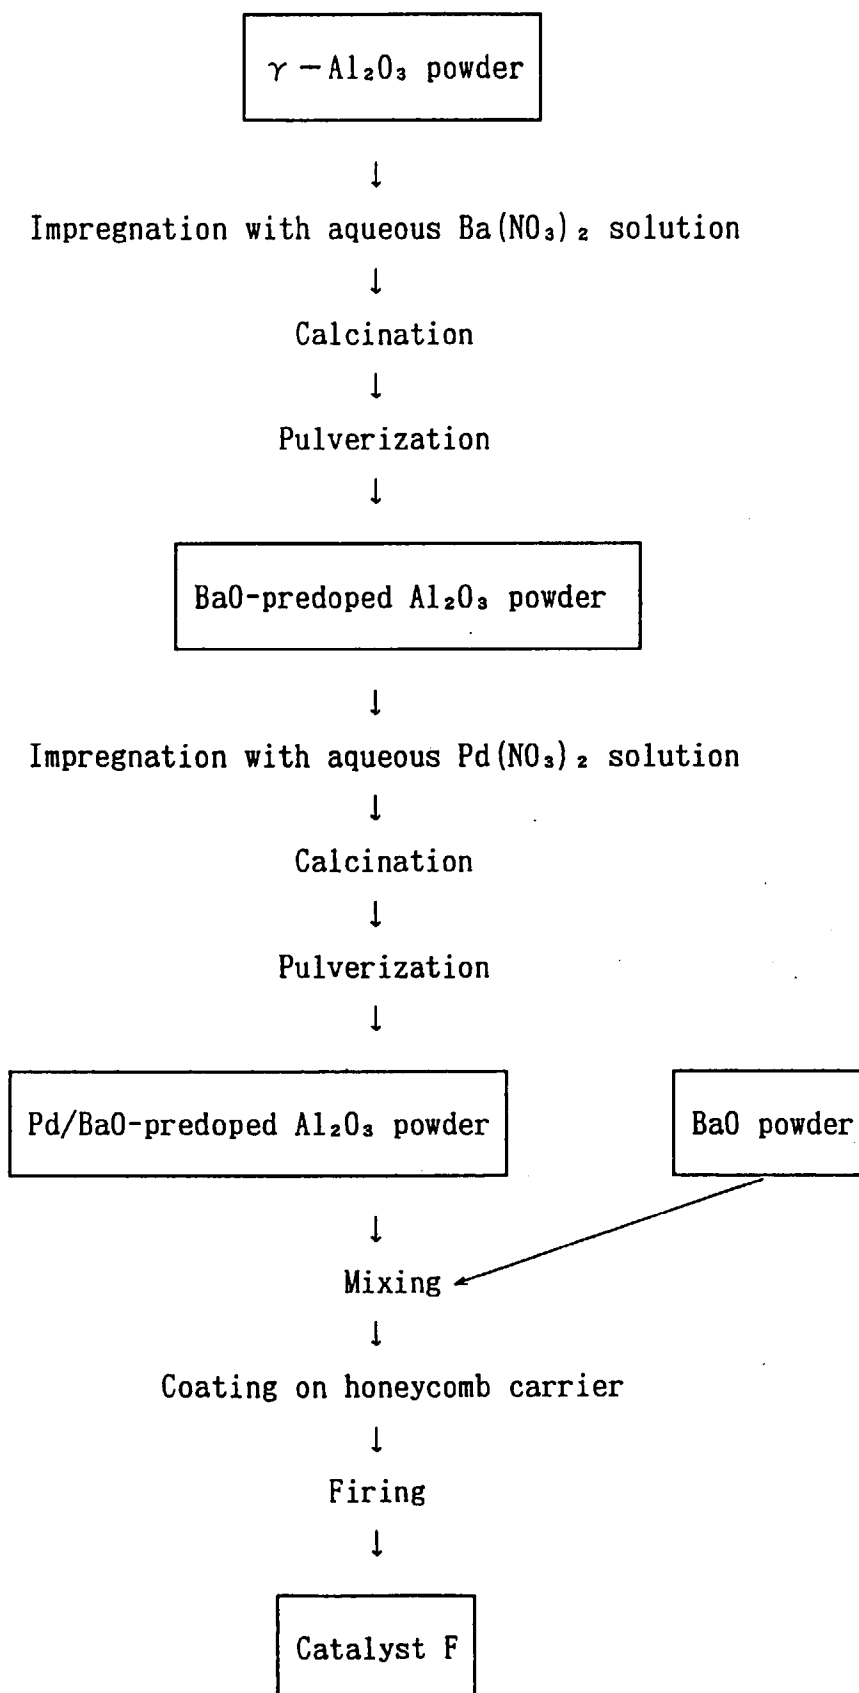 γ-Al₂O₃ powder
↓
Impregnation with aqueous Ba(NO₃)₂ solution
↓
Calcination
↓
Pulverization
↓
BaO-predoped Al₂O₃ powder
↓
Impregnation with aqueous Pd(NO₃)₂ solution
↓
Calcination
↓
Pulverization
↓
Pd/BaO-predoped Al₂O₃ powder BaO powder
↓
Mixing
↓
Coating on honeycomb carrier
↓
Firing
↓
Catalyst F